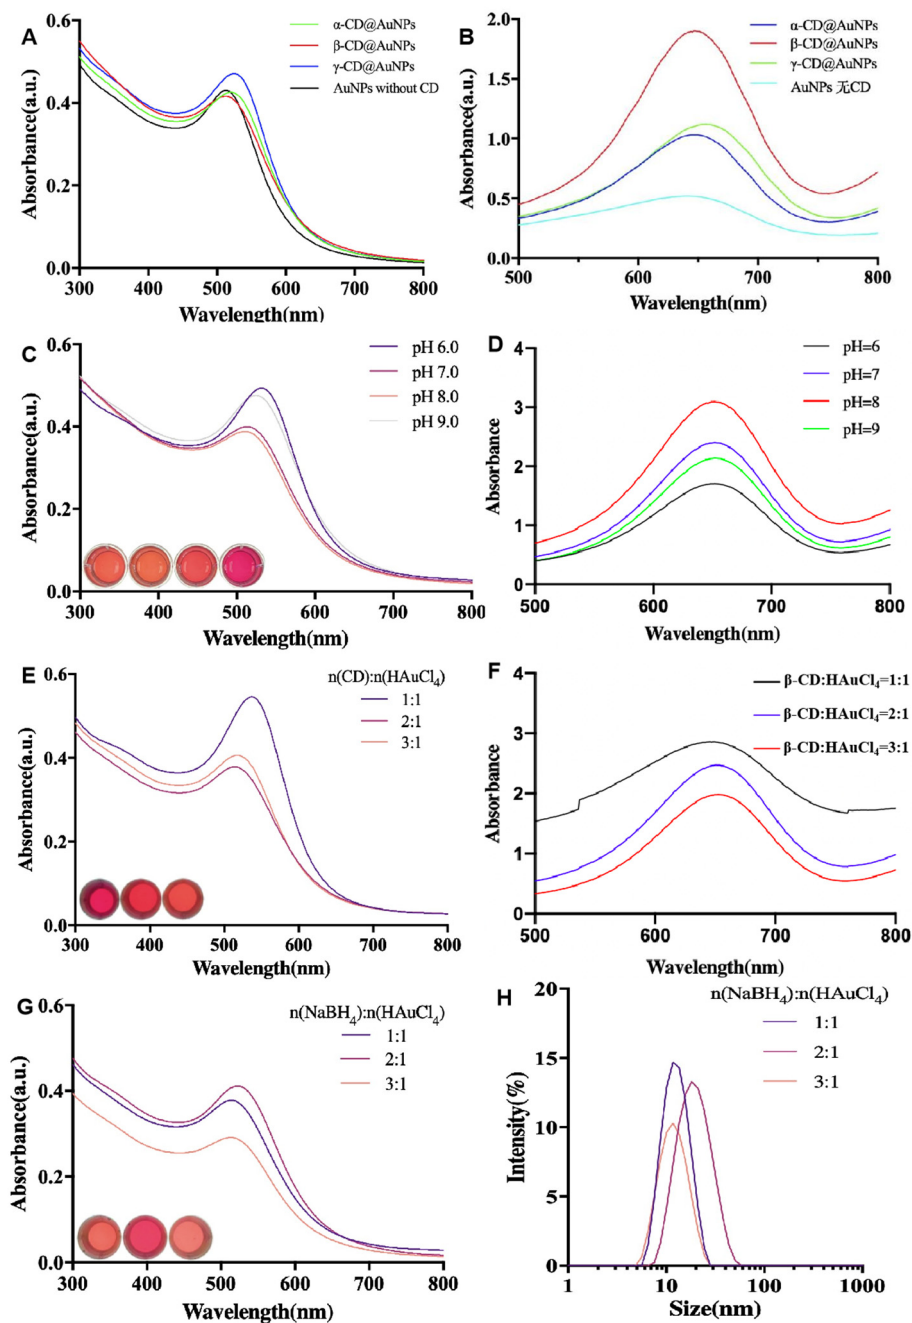 A
Absorbance(a.u.)
0.6
0.4
0.2
0.0
300 400 500 600 700 800
Wavelength(nm)
α-CD@AuNPs
β-CD@AuNPs
γ-CD@AuNPs
AuNPs without CD
B
Absorbance(a.u.)
2.0
1.5
1.0
0.5
0.0
500 600 700 800
Wavelength(nm)
α-CD@AuNPs
β-CD@AuNPs
γ-CD@AuNPs
AuNPs 无CD
C
Absorbance(a.u.)
0.6
0.4
0.2
0.0
300 400 500 600 700 800
Wavelength(nm)
pH 6.0
pH 7.0
pH 8.0
pH 9.0
D
Absorbance
4
3
2
1
0
500 600 700 800
Wavelength(nm)
pH=6
pH=7
pH=8
pH=9
E
Absorbance(a.u.)
0.6
0.4
0.2
0.0
300 400 500 600 700 800
Wavelength(nm)
n(CD):n(HAuCl₄)
1:1
2:1
3:1
F
Absorbance
4
3
2
1
0
500 600 700 800
Wavelength(nm)
β-CD:HAuCl₄=1:1
β-CD:HAuCl₄=2:1
β-CD:HAuCl₄=3:1
G
Absorbance(a.u.)
0.6
0.4
0.2
0.0
300 400 500 600 700 800
Wavelength(nm)
n(NaBH₄):n(HAuCl₄)
1:1
2:1
3:1
H
Intensity(%)
20
15
10
5
0
1 10 100 1000
Size(nm)
n(NaBH₄):n(HAuCl₄)
1:1
2:1
3:1